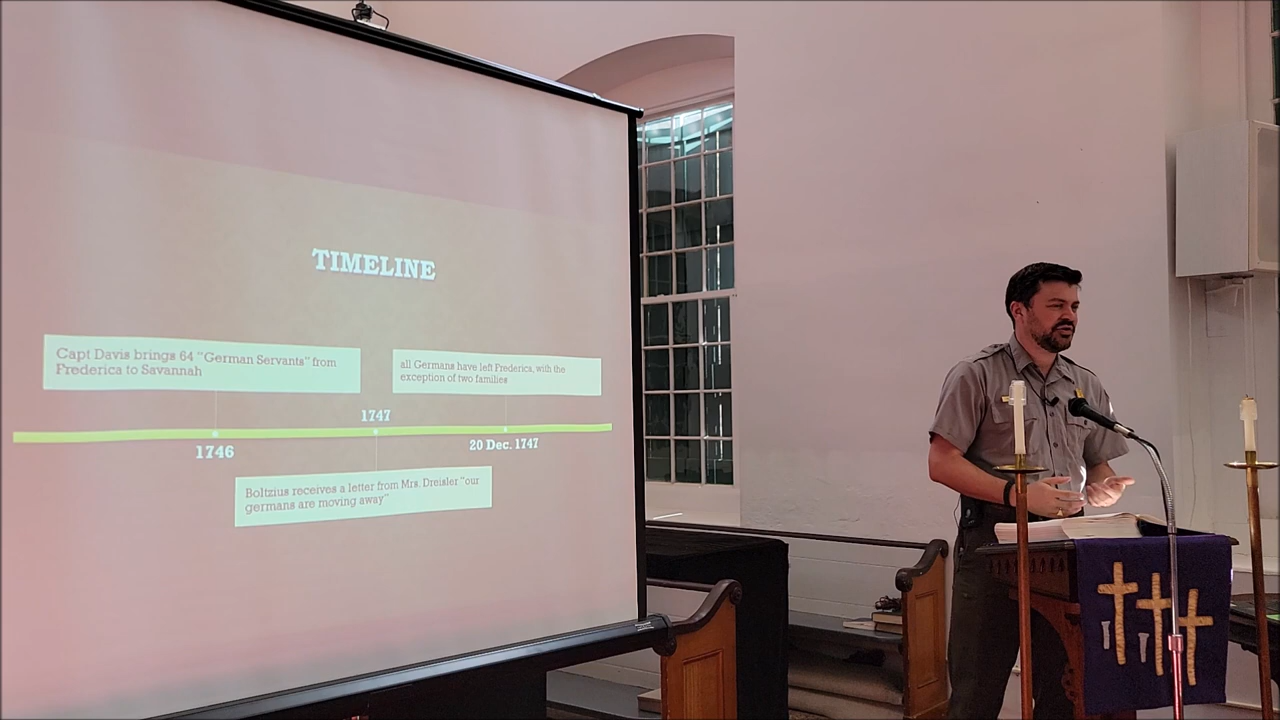 TIMELINE
Capt Davis brings 64 "German Servants" from
Frederica to Savannah
all Germans have left Frederica, with the
exception of two families
1747
1746
20 Dec. 1747
Boltzius receives a letter from Mrs. Dreisler "our
germans are moving away"